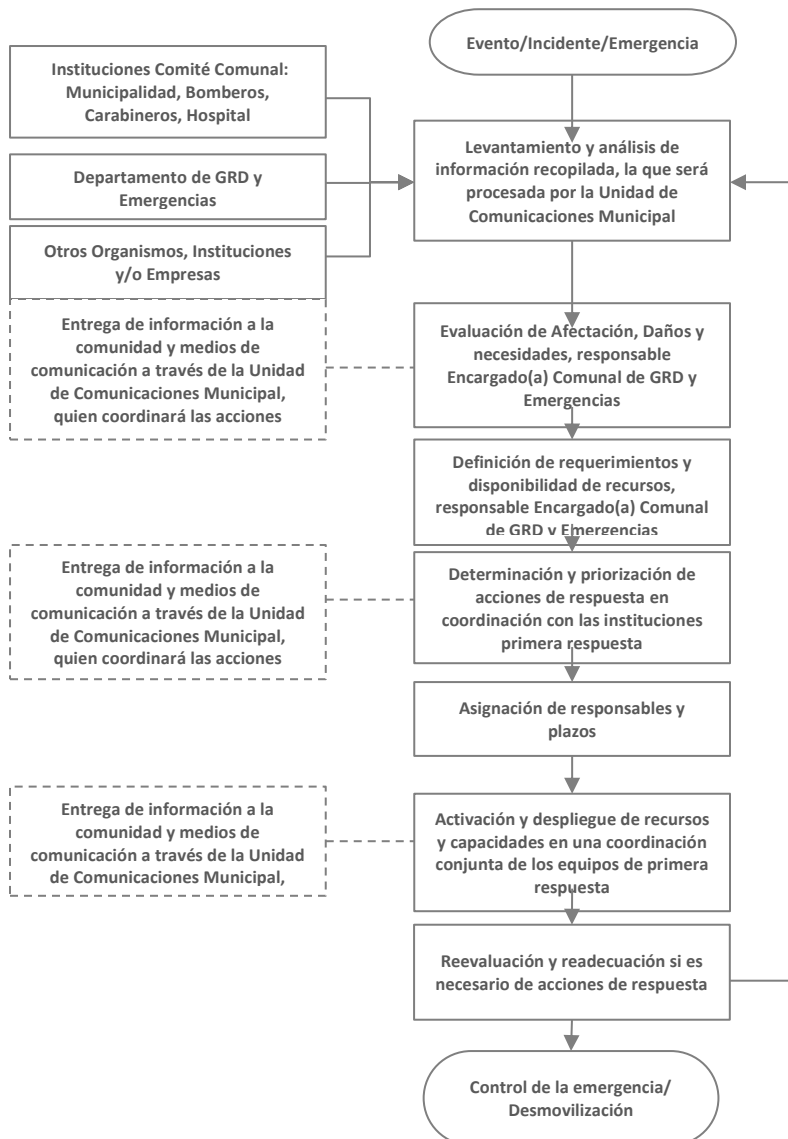 Evento/Incidente/Emergencia
Instituciones Comité Comunal:
Municipalidad, Bomberos,
Carabineros, Hospital
Departamento de GRD y
Emergencias
Otros Organismos, Instituciones
y/o Empresas
Levantamiento y análisis de
información recopilada, la que será
procesada por la Unidad de
Comunicaciones Municipal
Entrega de información a la
comunidad y medios de
comunicación a través de la Unidad
de Comunicaciones Municipal,
quien coordinará las acciones
Evaluación de Afectación, Daños y
necesidades, responsable
Encargado(a) Comunal de GRD y
Emergencias
Definición de requerimientos y
disponibilidad de recursos,
responsable Encargado(a) Comunal
de GRD y Emergencias
Entrega de información a la
comunidad y medios de
comunicación a través de la Unidad
de Comunicaciones Municipal,
quien coordinará las acciones
Determinación y priorización de
acciones de respuesta en
coordinación con las instituciones
primera respuesta
Asignación de responsables y
plazos
Entrega de información a la
comunidad y medios de
comunicación a través de la Unidad
de Comunicaciones Municipal,
Activación y despliegue de recursos
y capacidades en una coordinación
conjunta de los equipos de primera
respuesta
Reevaluación y readecuación si es
necesario de acciones de respuesta
Control de la emergencia/
Desmovilización